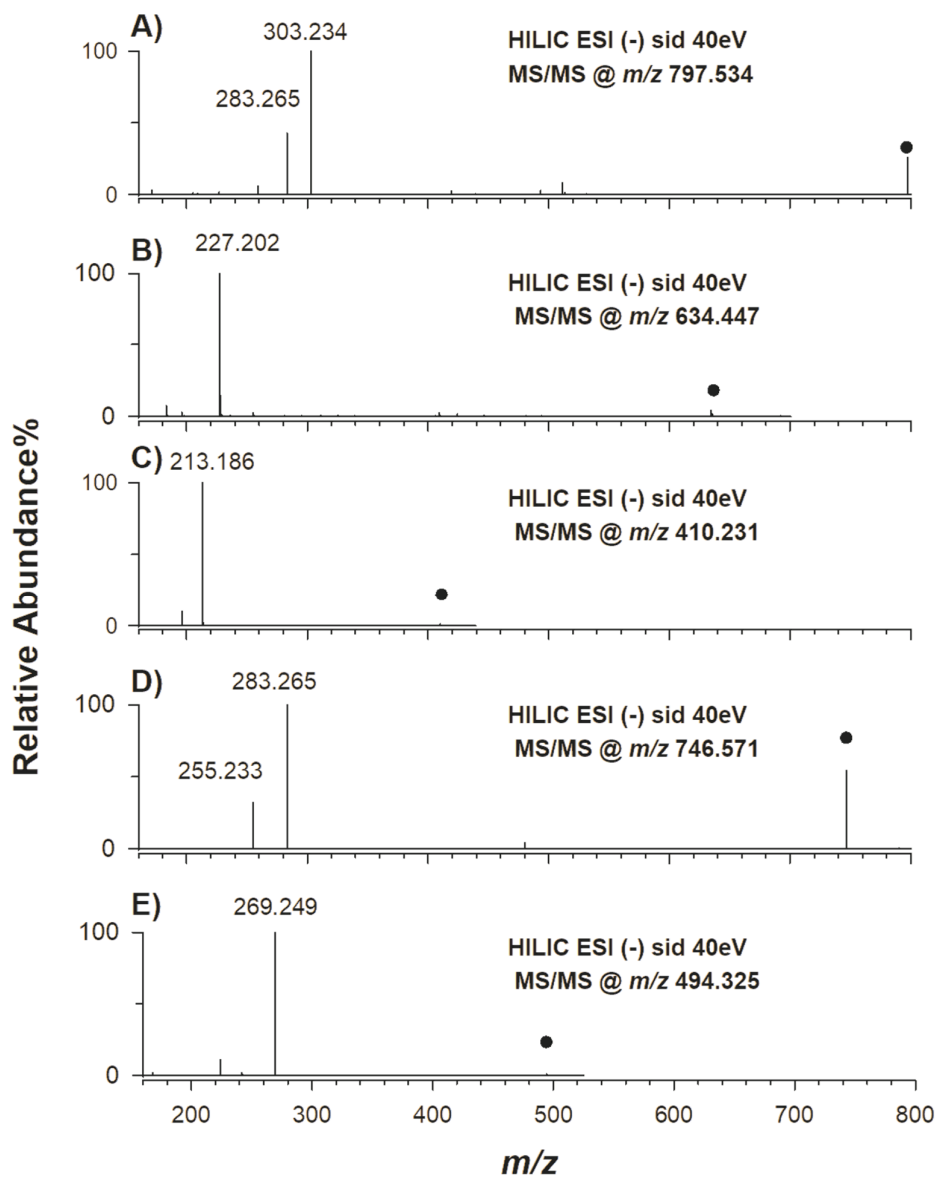 A)
303.234
HILIC ESI (-) sid 40eV
MS/MS @ m/z 797.534
100
283.265
0
B)
227.202
HILIC ESI (-) sid 40eV
MS/MS @ m/z 634.447
100
0
C)
213.186
HILIC ESI (-) sid 40eV
MS/MS @ m/z 410.231
100
0
D)
283.265
HILIC ESI (-) sid 40eV
MS/MS @ m/z 746.571
100
255.233
0
E)
269.249
HILIC ESI (-) sid 40eV
MS/MS @ m/z 494.325
100
0
Relative Abundance%
200 300 400 500 600 700 800
m/z